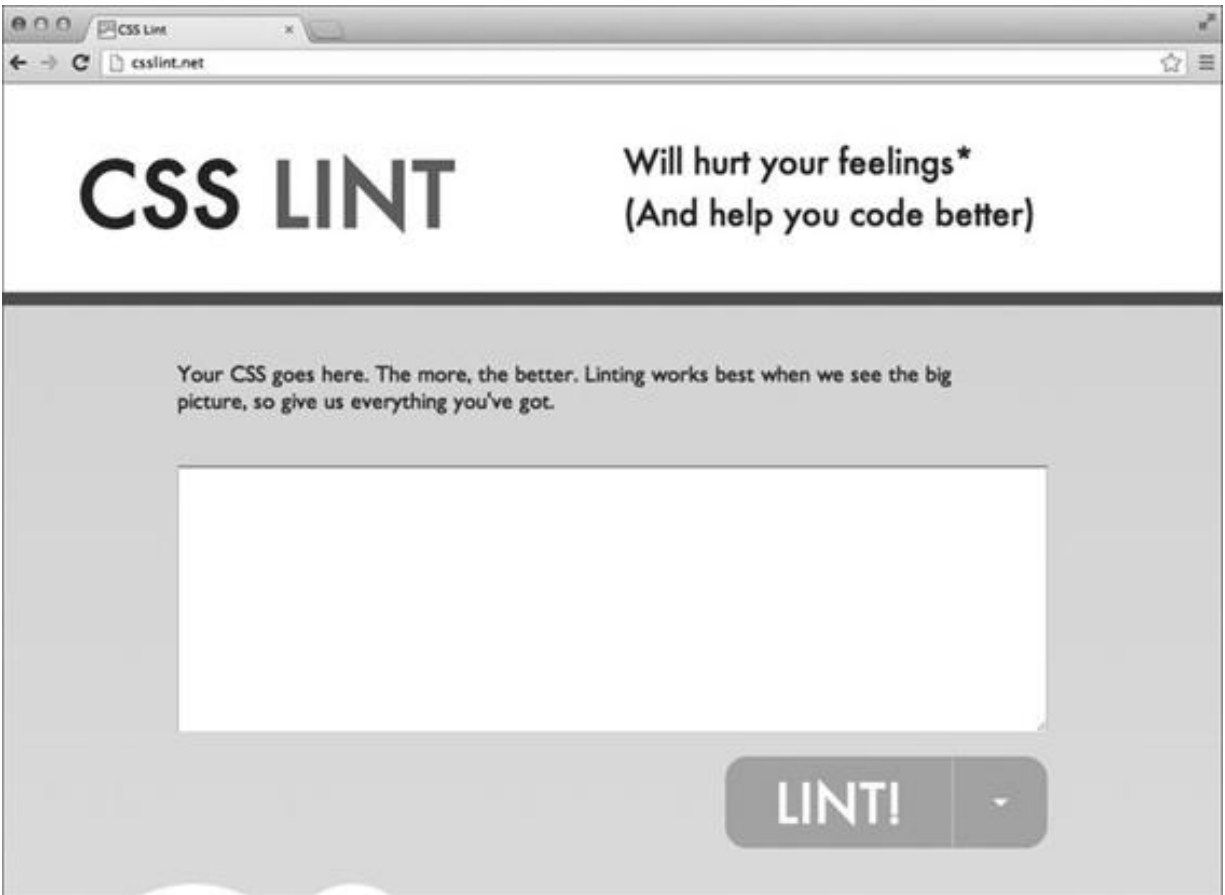 CSS Lint
csslint.net
CSS LINT
Will hurt your feelings*
(And help you code better)
Your CSS goes here. The more, the better. Linting works best when we see the big
picture, so give us everything you've got.
LINT!